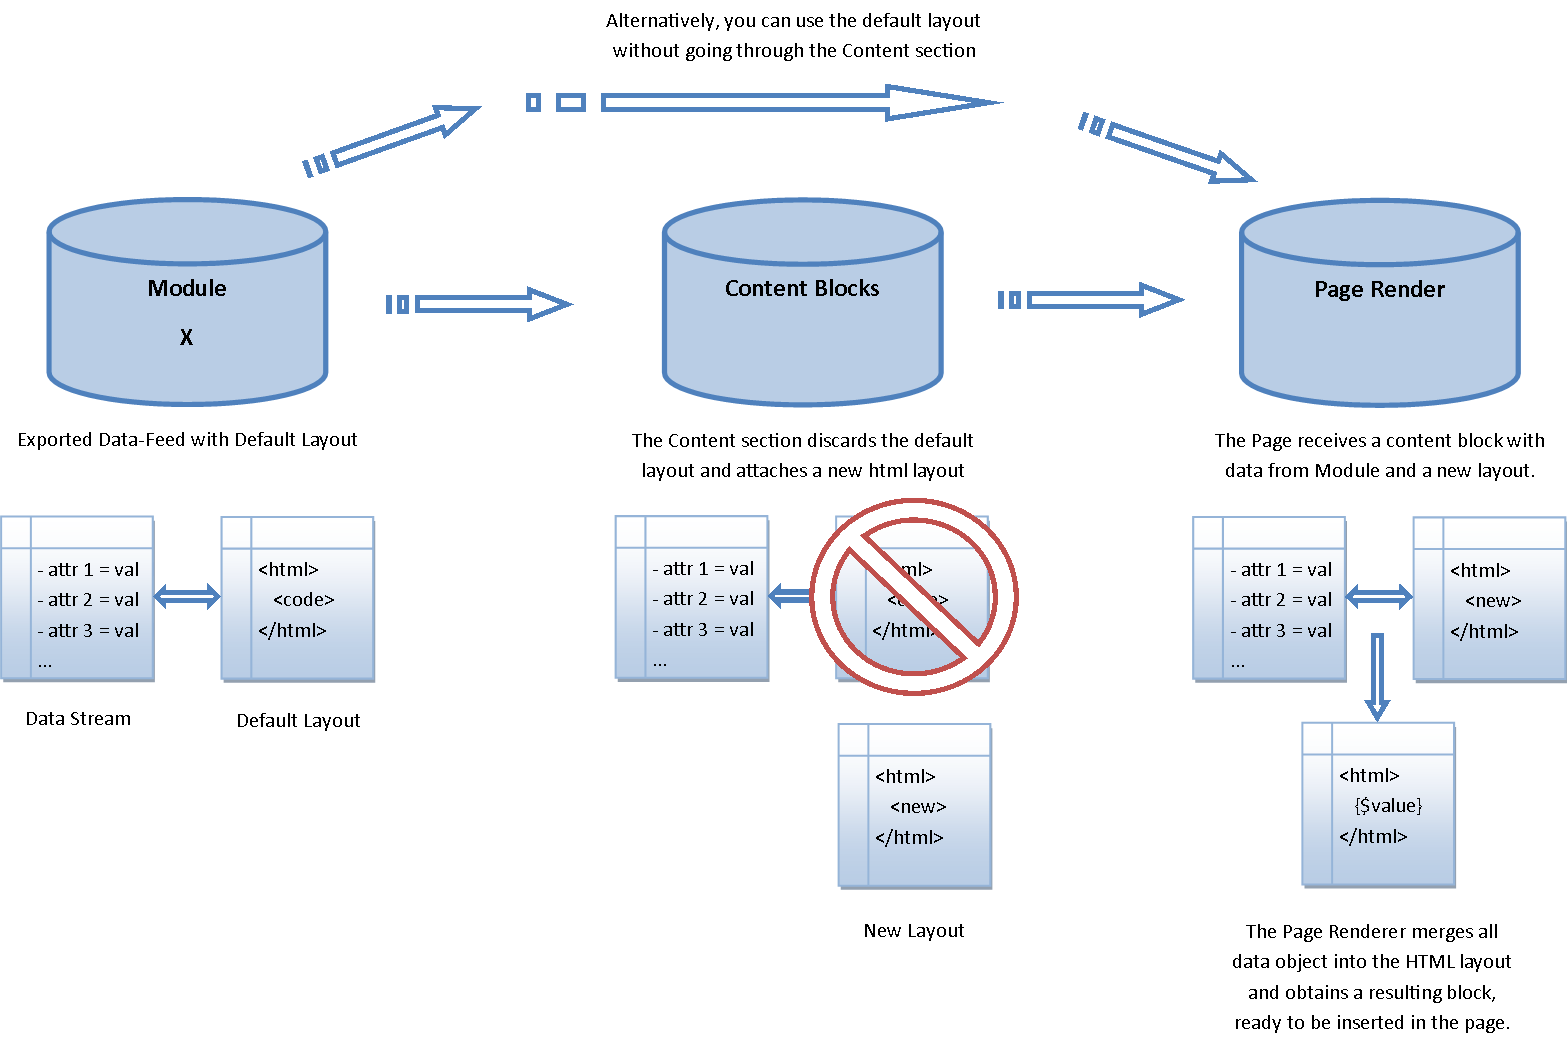 Alternatively, you can use the default layout
without going through the Content section
Module
X
Content Blocks
Page Render
Exported Data-Feed with Default Layout
The Content section discards the default
layout and attaches a new html layout
The Page receives a content block with
data from Module and a new layout.
- attr 1 = val
- attr 2 = val
- attr 3 = val
...
<html>
<code>
</html>
Data Stream
Default Layout
- attr 1 = val
- attr 2 = val
- attr 3 = val
...
</html>
<html>
<new>
</html>
New Layout
- attr 1 = val
- attr 2 = val
- attr 3 = val
...
<html>
<new>
</html>
<html>
{$value}
</html>
The Page Renderer merges all
data object into the HTML layout
and obtains a resulting block,
ready to be inserted in the page.